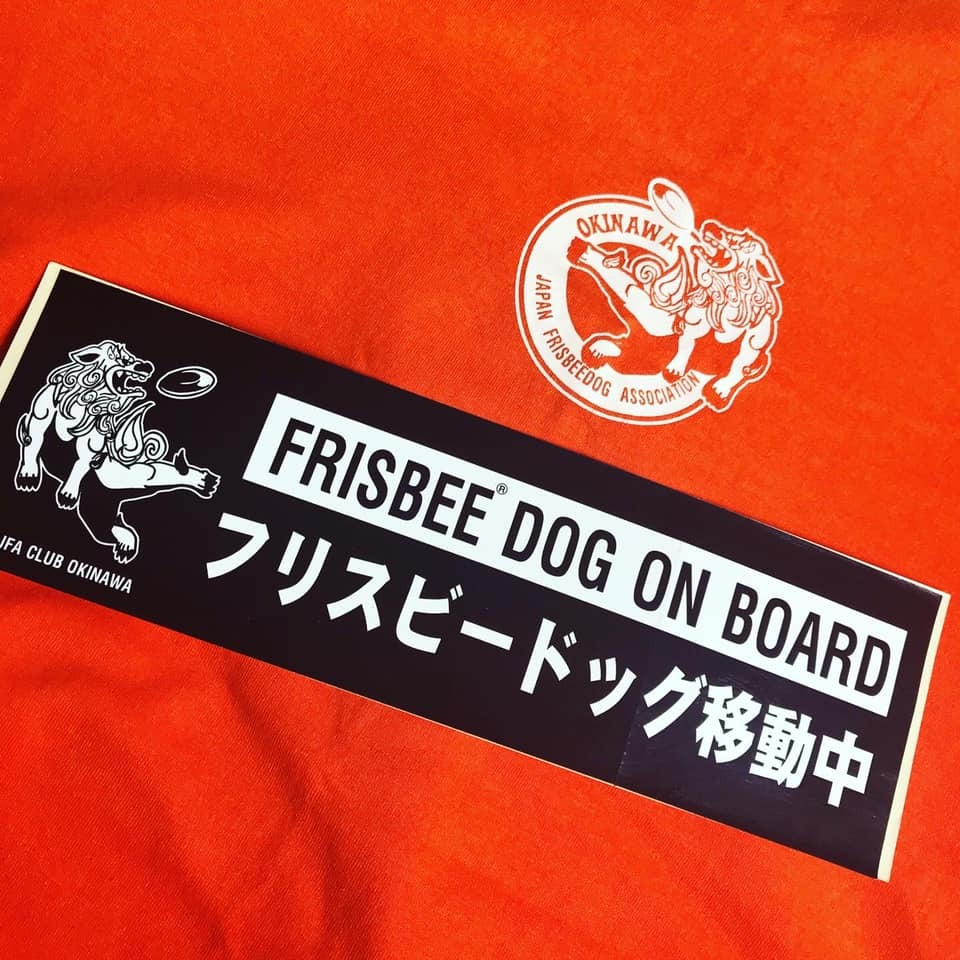 OKINAWA
JAPAN FRISBEEDOG ASSOCIATION
FRISBEE® DOG ON BOARD
フリスビードッグ移動中
JFA CLUB OKINAWA